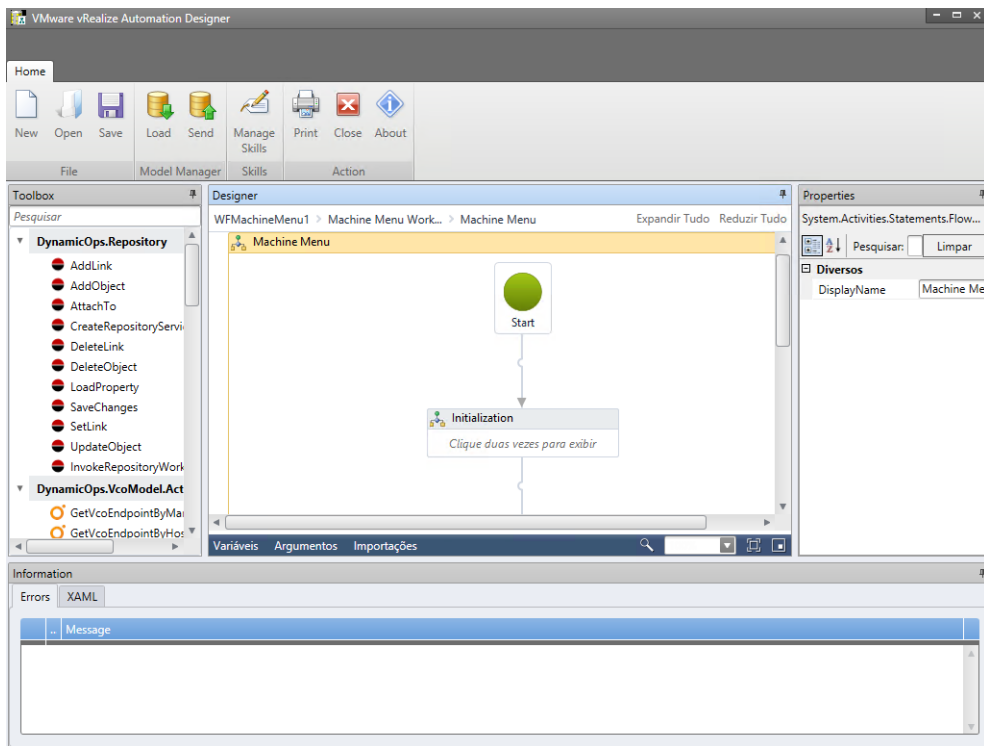 VMware vRealize Automation Designer
Home
New Open Save Load Send Manage Skills Print Close About
File Model Manager Skills Action
Toolbox
Pesquisar
DynamicOps.Repository
AddLink
AddObject
AttachTo
CreateRepositoryServi
DeleteLink
DeleteObject
LoadProperty
SaveChanges
SetLink
UpdateObject
InvokeRepositoryWork
DynamicOps.VcoModel.Act
GetVcoEndpointByMa
GetVcoEndpointByHos
Designer
WFMachineMenu1 > Machine Menu Work... > Machine Menu Expandir Tudo Reduzir Tudo
Machine Menu
Start
Initialization
Clique duas vezes para exibir
Variáveis Argumentos Importações
Properties
System.Activities.Statements.Flow...
Pesquisar: Limpar
Diversos
DisplayName Machine Me
Information
Errors XAML
.. Message